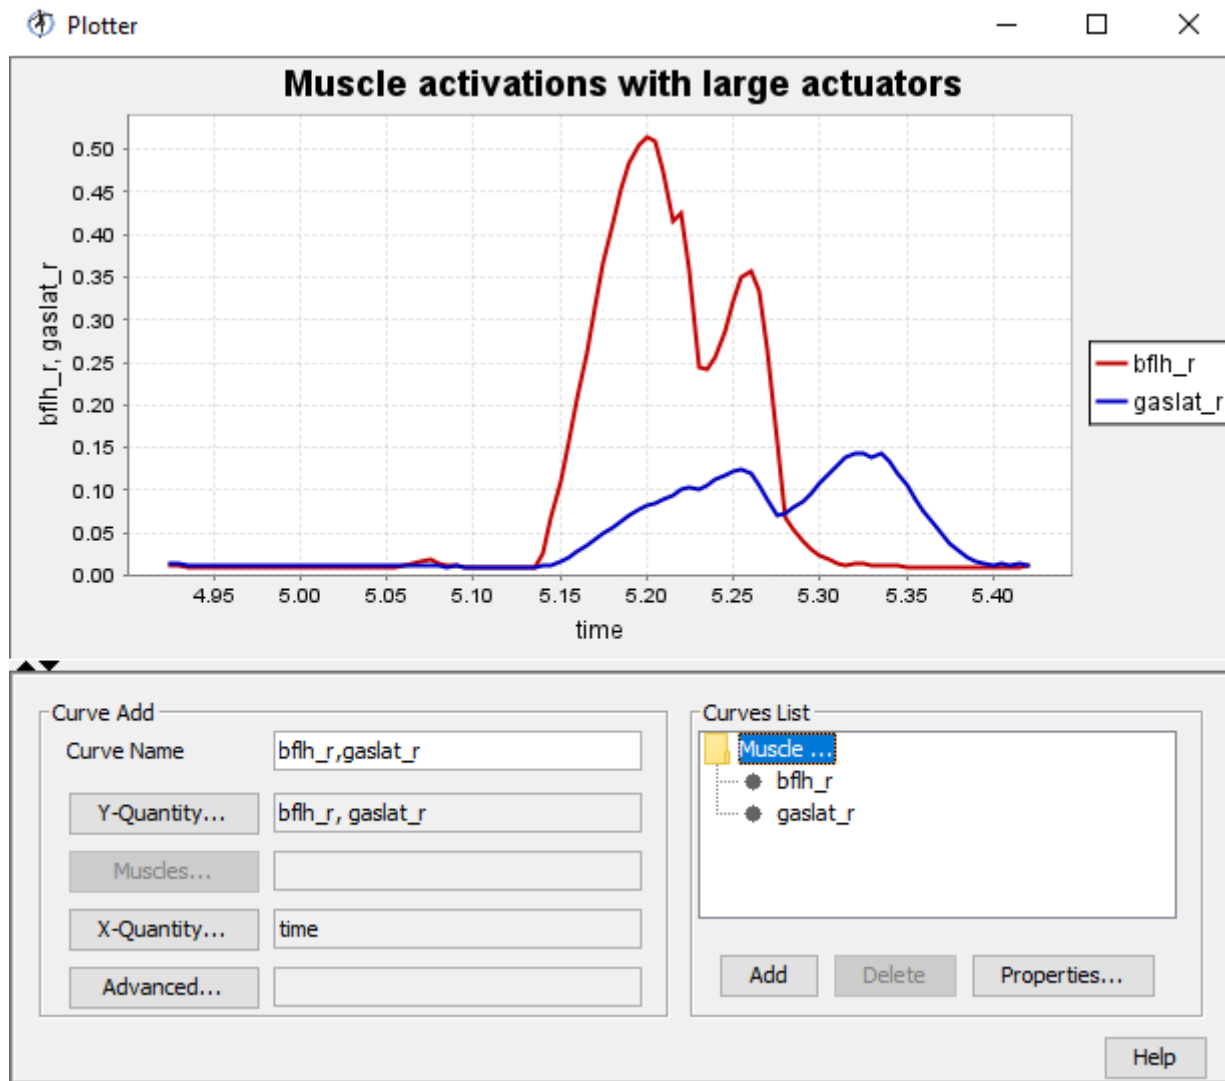 Plotter
Muscle activations with large actuators
0.50
0.45
0.40
0.35
0.30
0.25
0.20
0.15
0.10
0.05
0.00
bflh_r, gaslat_r
4.95 5.00 5.05 5.10 5.15 5.20 5.25 5.30 5.35 5.40
time
bflh_r
gaslat_r
Curve Add
Curve Name bflh_r,gaslat_r
Y-Quantity... bflh_r, gaslat_r
Muscles...
X-Quantity... time
Advanced...
Curves List
Muscle ...
bflh_r
gaslat_r
Add Delete Properties...
Help